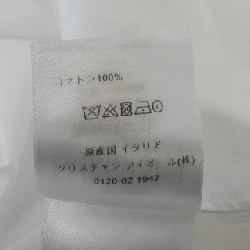 コットン100%
原産国 イタリア
クリスチャン ディオール(株)
0120 02 1947